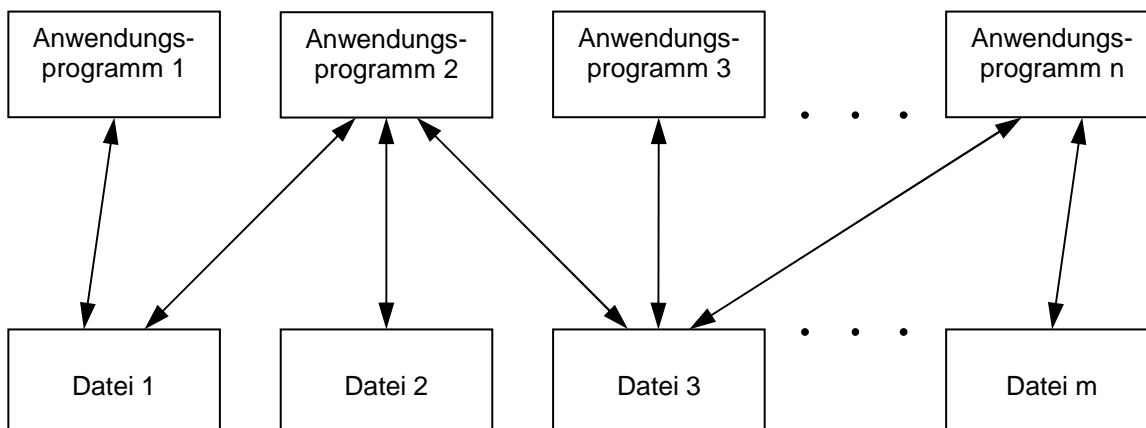 Anwendungs-
programm 1
Anwendungs-
programm 2
Anwendungs-
programm 3
Anwendungs-
programm n
. . .
. . .
Datei 1
Datei 2
Datei 3
Datei m